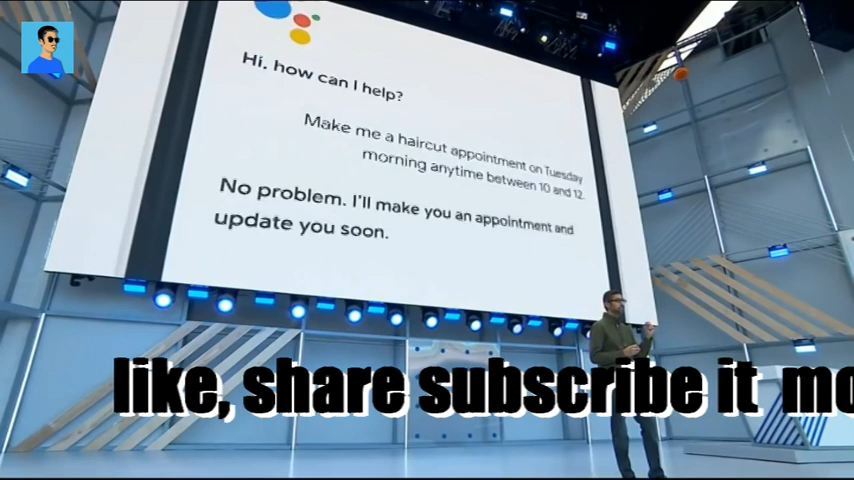 Hi, how can I help?
Make me a haircut appointment on Tuesday
morning anytime between 10 and 12.
No problem. I'll make you an appointment and
update you soon.
like, share subscribe it mo